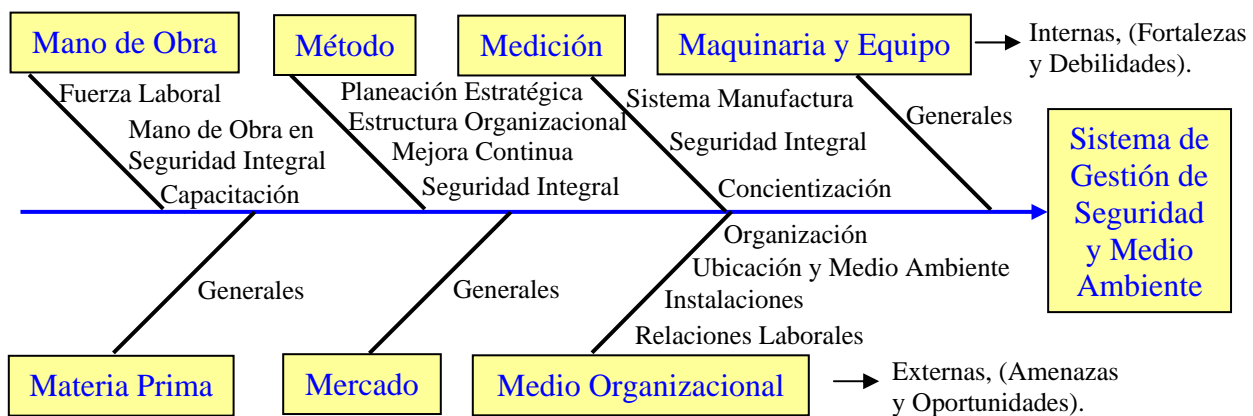 Mano de Obra
Método
Medición
Maquinaria y Equipo
Internas, (Fortalezas
y Debilidades).
Fuerza Laboral
Mano de Obra en
Seguridad Integral
Capacitación
Planeación Estratégica
Estructura Organizacional
Mejora Continua
Seguridad Integral
Sistema Manufactura
Seguridad Integral
Concientización
Generales
Sistema de
Gestión de
Seguridad
y Medio
Ambiente
Generales
Generales
Organización
Ubicación y Medio Ambiente
Instalaciones
Relaciones Laborales
Materia Prima
Mercado
Medio Organizacional
Externas, (Amenazas
y Oportunidades).